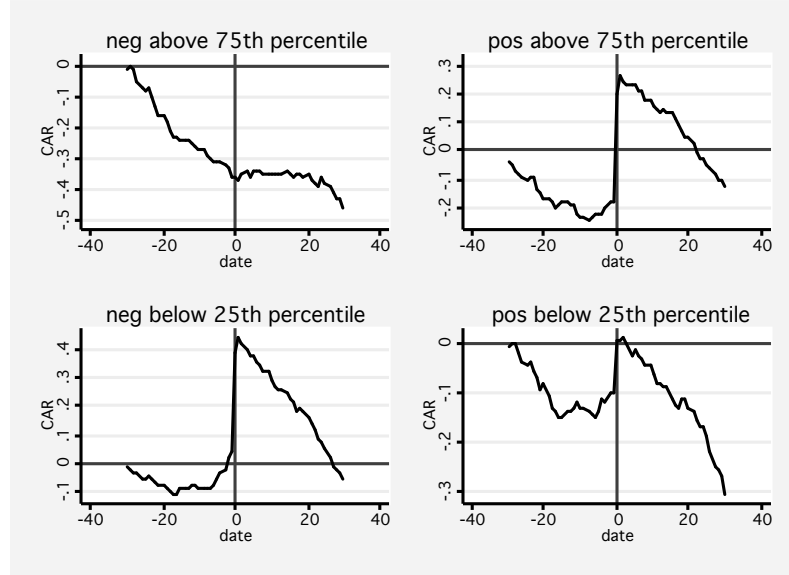 neg above 75th percentile
0
-.1
-.2
-.3
-.4
-.5
CAR
-40 -20 0 20 40
date
pos above 75th percentile
.3
.2
.1
0
-.1
-.2
CAR
-40 -20 0 20 40
date
neg below 25th percentile
.4
.3
.2
.1
0
-.1
CAR
-40 -20 0 20 40
date
pos below 25th percentile
0
-.1
-.2
-.3
CAR
-40 -20 0 20 40
date